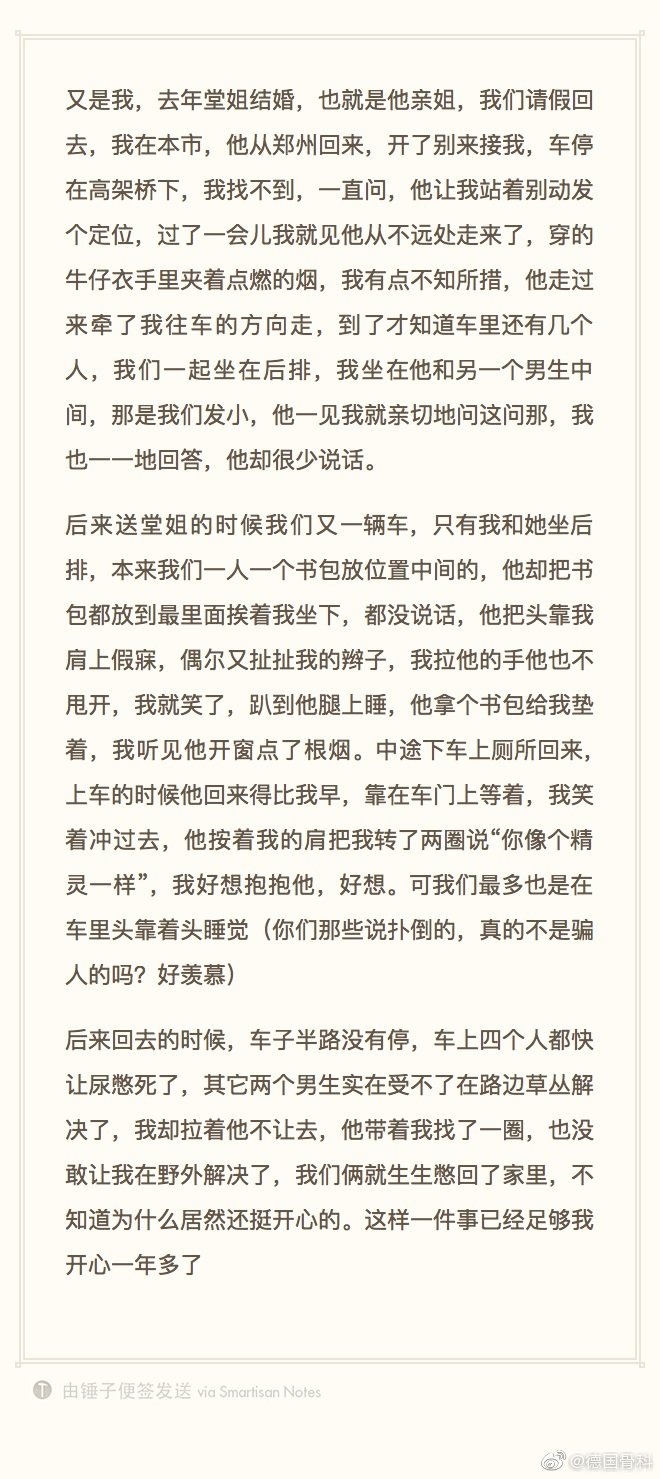 又是我，去年堂姐结婚，也就是他亲姐，我们请假回
去，我在本市，他从郑州回来，开了别来接我，车停
在高架桥下，我找不到，一直问，他让我站着别动发
个定位，过了一会儿我就见他从不远处走来了，穿的
牛仔衣手里夹着点燃的烟，我有点不知所措，他走过
来牵了我往车的方向走，到了才知道车里还有几个
人，我们一起坐在后排，我坐在他和另一个男生中
间，那是我们发小，他一见我就亲切地问这问那，我
也一一地回答，他却很少说话。
后来送堂姐的时候我们又一辆车，只有我和她坐后
排，本来我们一人一个书包放位置中间的，他却把书
包都放到最里面挨着我坐下，都没说话，他把头靠我
肩上假寐，偶尔又扯扯我的辫子，我拉他的手他也不
甩开，我就笑了，趴到他腿上睡，他拿个书包给我垫
着，我听见他开窗点了根烟。中途下车上厕所回来，
上车的时候他回来得比我早，靠在车门上等着，我笑
着冲过去，他按着我的肩把我转了两圈说“你像个精
灵一样”，我好想抱抱他，好想。可我们最多也是在
车里头靠着头睡觉（你们那些说扑倒的，真的不是骗
人的吗？好羡慕）
后来回去的时候，车子半路没有停，车上四个人都快
让尿憋死了，其它两个男生实在受不了在路边草丛解
决了，我却拉着他不让去，他带着我找了一圈，也没
敢让我在野外解决了，我们俩就生生憋回了家里，不
知道为什么居然还挺开心的。这样一件事已经足够我
开心一年多了
T 由锤子便签发送 via Smartisan Notes
@德国骨科